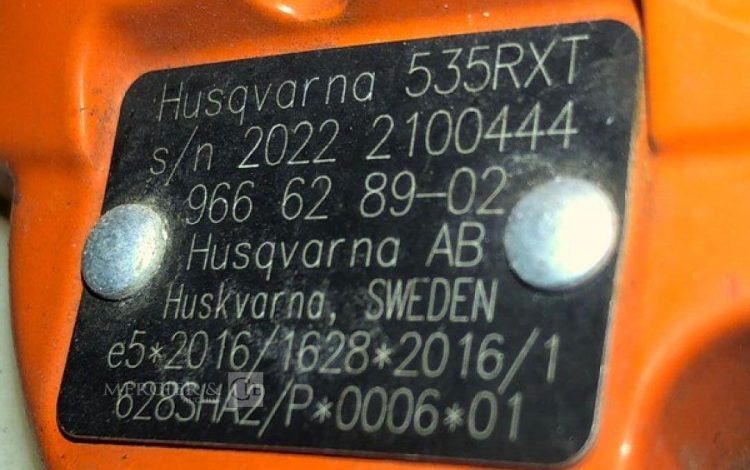 Husqvarna 535RXT
s/n 2022 2100444
966 62 89-02
Husqvarna AB
Huskvarna, SWEDEN
e5*2016/1628*2016/1
628SHA2/P*0006*01